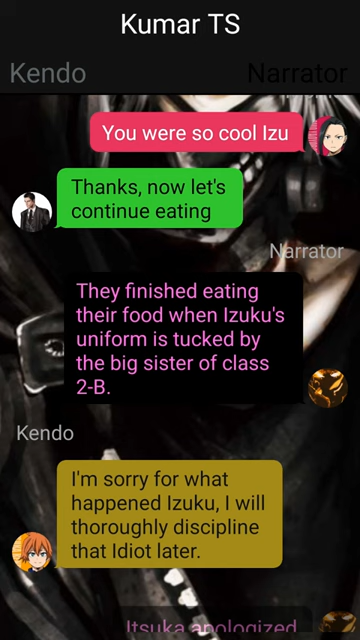 Kumar TS
Kendo
Narrator
You were so cool Izu
Thanks, now let's
continue eating
Narrator
They finished eating
their food when Izuku's
uniform is tucked by
the big sister of class
2-B.
Kendo
I'm sorry for what
happened Izuku, I will
thoroughly discipline
that Idiot later.
Itsuka apologized